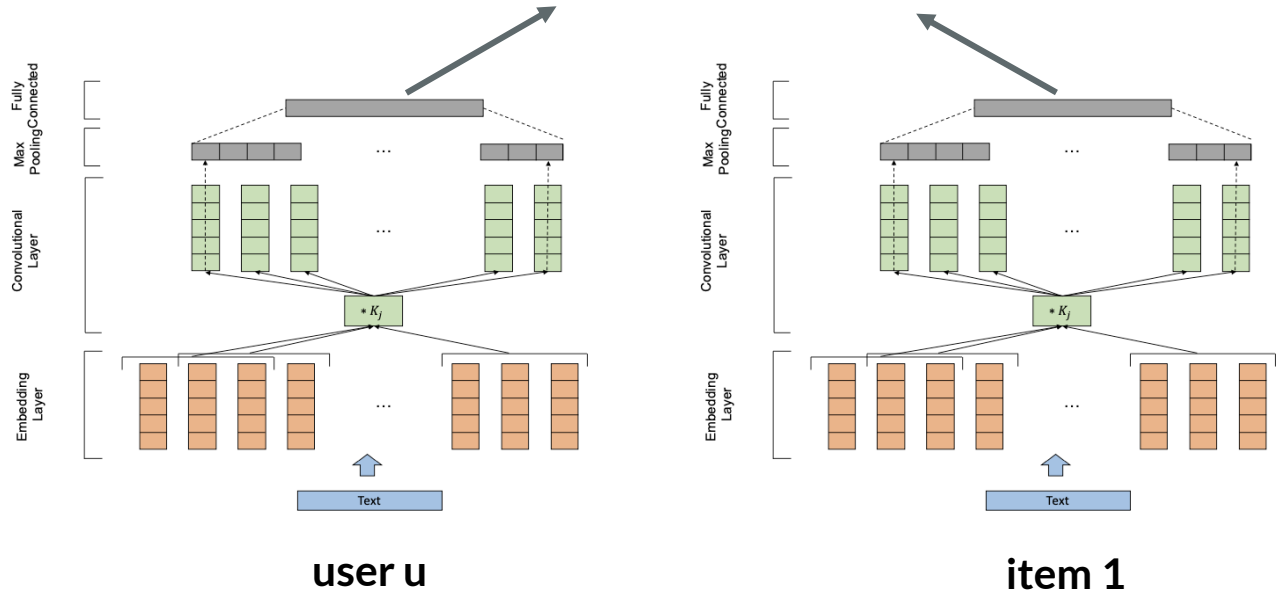 Fully
Connected
Max
Pooling
...
Convolutional
Layer
...
* K_j
Embedding
Layer
...
Text
user u
Fully
Connected
Max
Pooling
...
Convolutional
Layer
...
* K_j
Embedding
Layer
...
Text
item 1